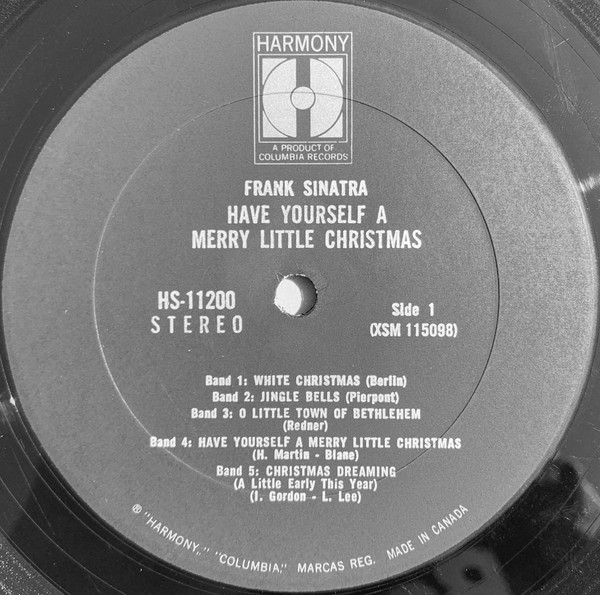 HARMONY
A PRODUCT OF
COLUMBIA RECORDS
FRANK SINATRA
HAVE YOURSELF A
MERRY LITTLE CHRISTMAS
HS-11200
STEREO
Side 1
(XSM 115098)
Band 1: WHITE CHRISTMAS (Berlin)
Band 2: JINGLE BELLS (Pierpont)
Band 3: O LITTLE TOWN OF BETHLEHEM
(Redner)
Band 4: HAVE YOURSELF A MERRY LITTLE CHRISTMAS
(H. Martin - Blane)
Band 5: CHRISTMAS DREAMING
(A Little Early This Year)
(I. Gordon - L. Lee)
® "HARMONY," "COLUMBIA," MARCAS REG. MADE IN CANADA